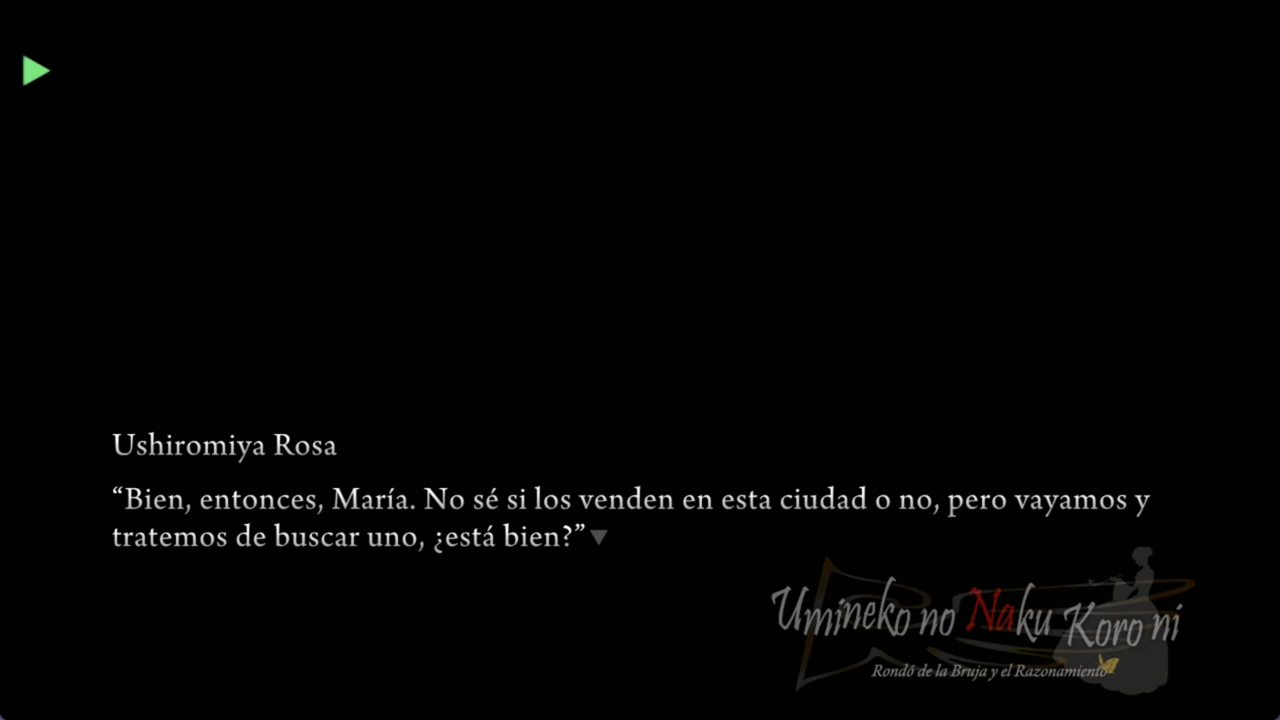 Ushiromiya Rosa
“Bien, entonces, María. No sé si los venden en esta ciudad o no, pero vayamos y
tratemos de buscar uno, ¿está bien?”
Umineko no Naku Koro ni
Rondó de la Bruja y el Razonamiento